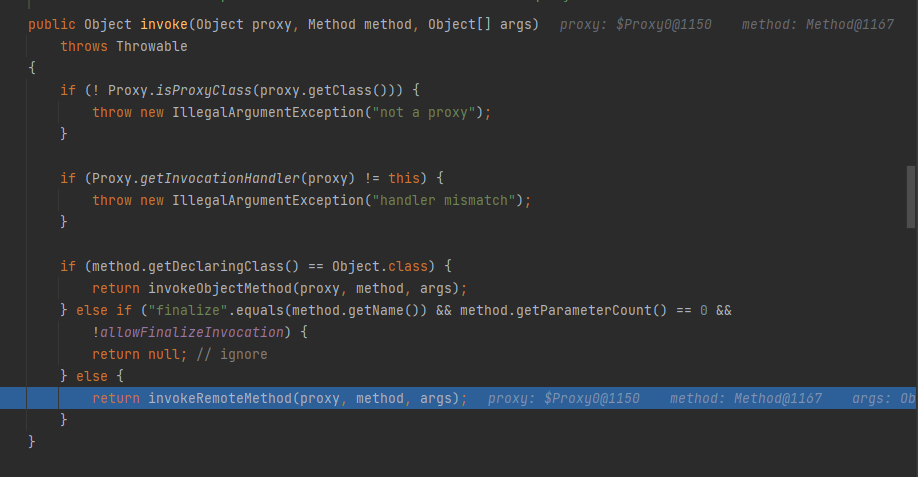 public Object invoke(Object proxy, Method method, Object[] args)   proxy: $Proxy0@1150    method: Method@1167
    throws Throwable
{
    if (! Proxy.isProxyClass(proxy.getClass())) {
        throw new IllegalArgumentException("not a proxy");
    }

    if (Proxy.getInvocationHandler(proxy) != this) {
        throw new IllegalArgumentException("handler mismatch");
    }

    if (method.getDeclaringClass() == Object.class) {
        return invokeObjectMethod(proxy, method, args);
    } else if ("finalize".equals(method.getName()) && method.getParameterCount() == 0 &&
        !allowFinalizeInvocation) {
        return null; // ignore
    } else {
        return invokeRemoteMethod(proxy, method, args);   proxy: $Proxy0@1150    method: Method@1167    args: Ob
    }
}